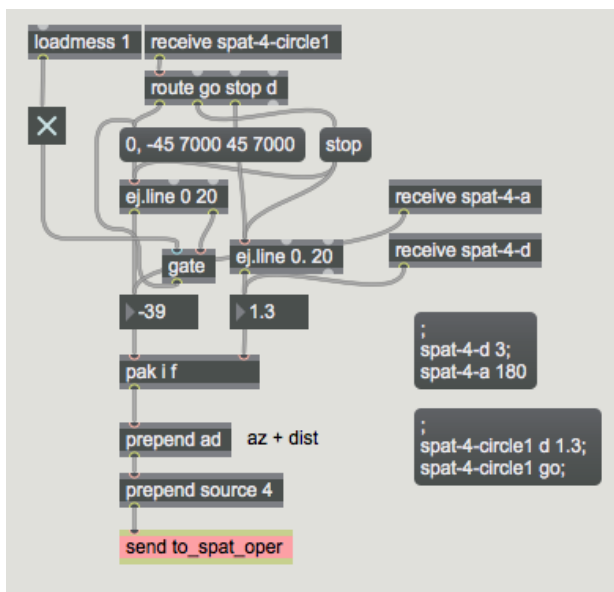 loadmess 1
receive spat-4-circle1
route go stop d
0, -45 7000 45 7000
stop
ej.line 0 20
receive spat-4-a
gate
ej.line 0. 20
receive spat-4-d
-39
1.3
;
spat-4-d 3;
spat-4-a 180
pak i f
;
spat-4-circle1 d 1.3;
spat-4-circle1 go;
prepend ad
az + dist
prepend source 4
send to_spat_oper